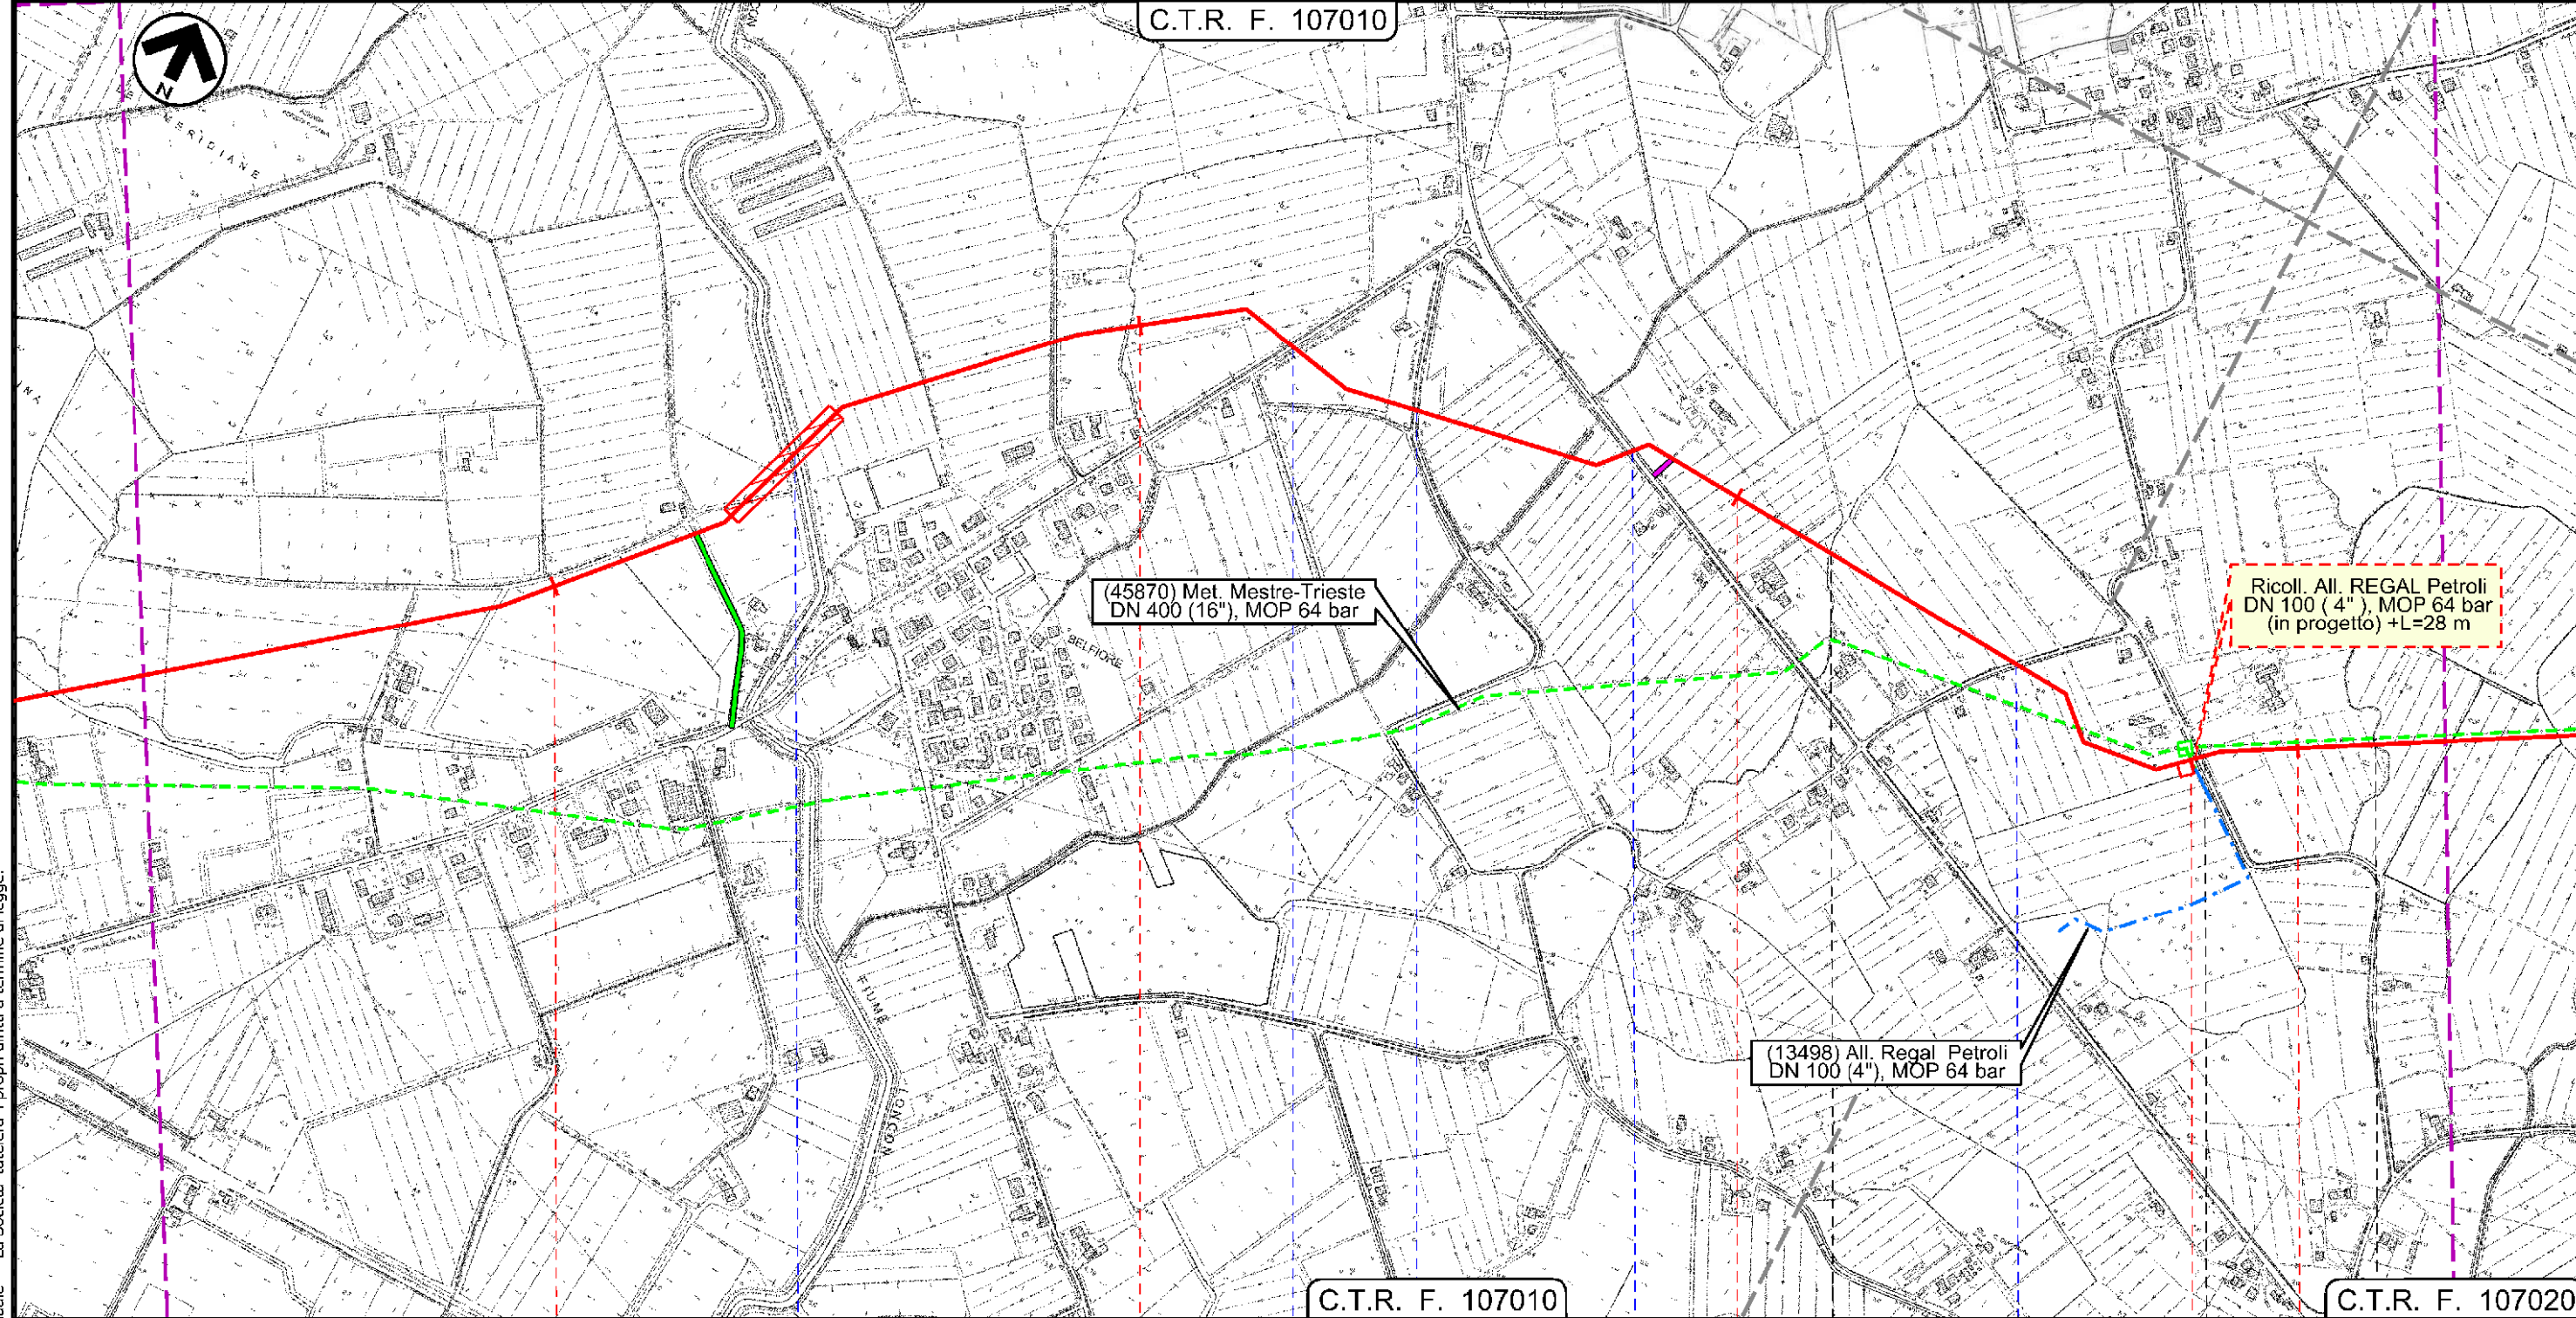 C.T.R. F. 107010
N
BELFIORE
(45870) Met. Mestre-Trieste
DN 400 (16"), MOP 64 bar
Ricoll. All. REGAL Petroli
DN 100 ( 4" ), MOP 64 bar
(in progetto) +L=28 m
FIUME
LONCON
(13498) All. Regal Petroli
DN 100 (4"), MOP 64 bar
C.T.R. F. 107010
C.T.R. F. 107020